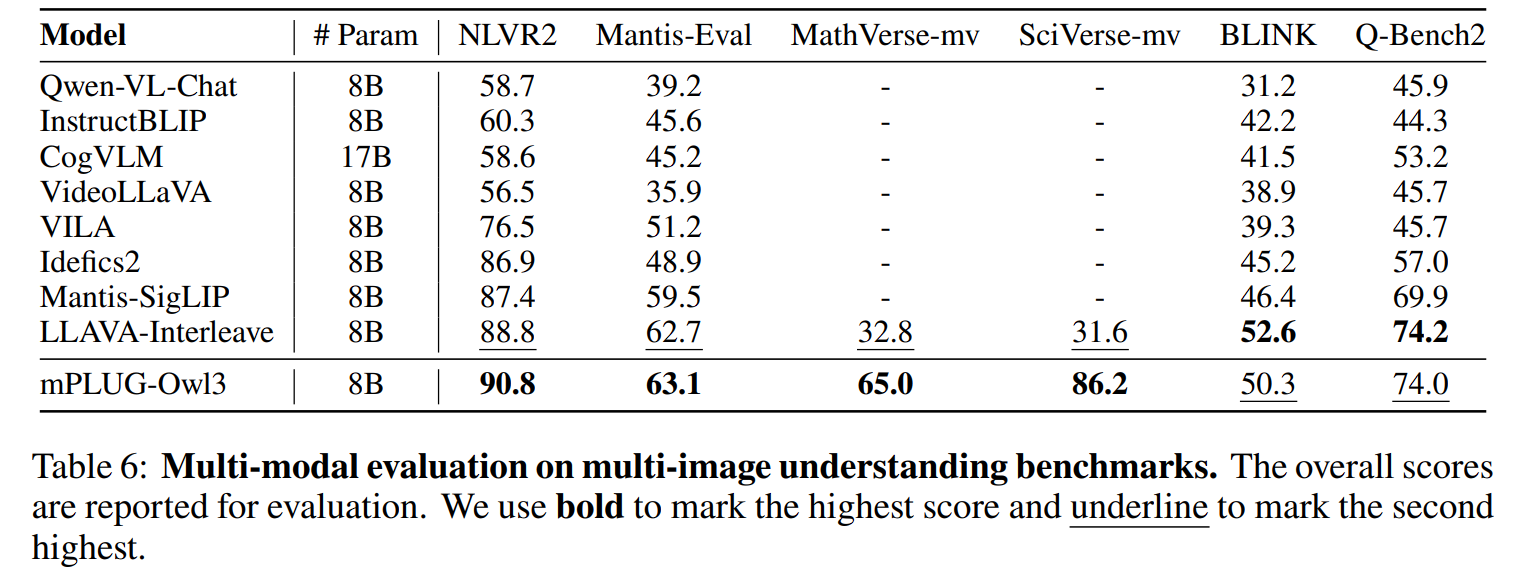 Model # Param NLVR2 Mantis-Eval MathVerse-mv SciVerse-mv BLINK Q-Bench2
Qwen-VL-Chat 8B 58.7 39.2 - - 31.2 45.9
InstructBLIP 8B 60.3 45.6 - - 42.2 44.3
CogVLM 17B 58.6 45.2 - - 41.5 53.2
VideoLLaVA 8B 56.5 35.9 - - 38.9 45.7
VILA 8B 76.5 51.2 - - 39.3 45.7
Idefics2 8B 86.9 48.9 - - 45.2 57.0
Mantis-SigLIP 8B 87.4 59.5 - - 46.4 69.9
LLAVA-Interleave 8B 88.8 62.7 32.8 31.6 52.6 74.2
mPLUG-Owl3 8B 90.8 63.1 65.0 86.2 50.3 74.0
Table 6: Multi-modal evaluation on multi-image understanding benchmarks. The overall scores
are reported for evaluation. We use bold to mark the highest score and underline to mark the second
highest.